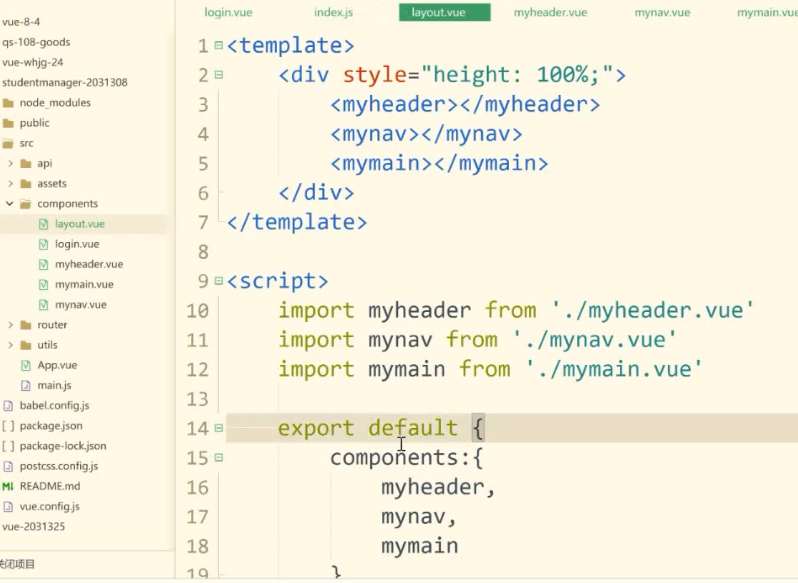 login.vue index.js layout.vue myheader.vue mynav.vue mymain.vue
vue-8-4
qs-108-goods
vue-whjg-24
studentmanager-2031308
node_modules
public
src
api
assets
components
layout.vue
login.vue
myheader.vue
mymain.vue
mynav.vue
router
utils
App.vue
main.js
babel.config.js
package.json
package-lock.json
postcss.config.js
README.md
vue.config.js
vue-2031325
关闭项目
1 <template>
2 <div style="height: 100%;">
3 <myheader></myheader>
4 <mynav></mynav>
5 <mymain></mymain>
6 </div>
7 </template>
8
9 <script>
10 import myheader from './myheader.vue'
11 import mynav from './mynav.vue'
12 import mymain from './mymain.vue'
13
14 export default {
15 components:{
16 myheader,
17 mynav,
18 mymain
19 }